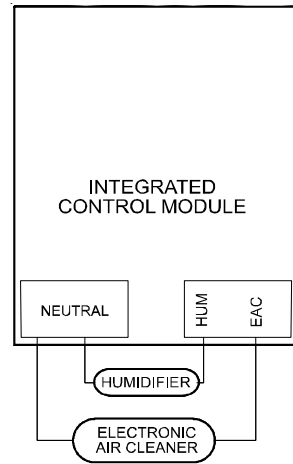 INTEGRATED
CONTROL MODULE
NEUTRAL
HUM
EAC
HUMIDIFIER
ELECTRONIC
AIR CLEANER